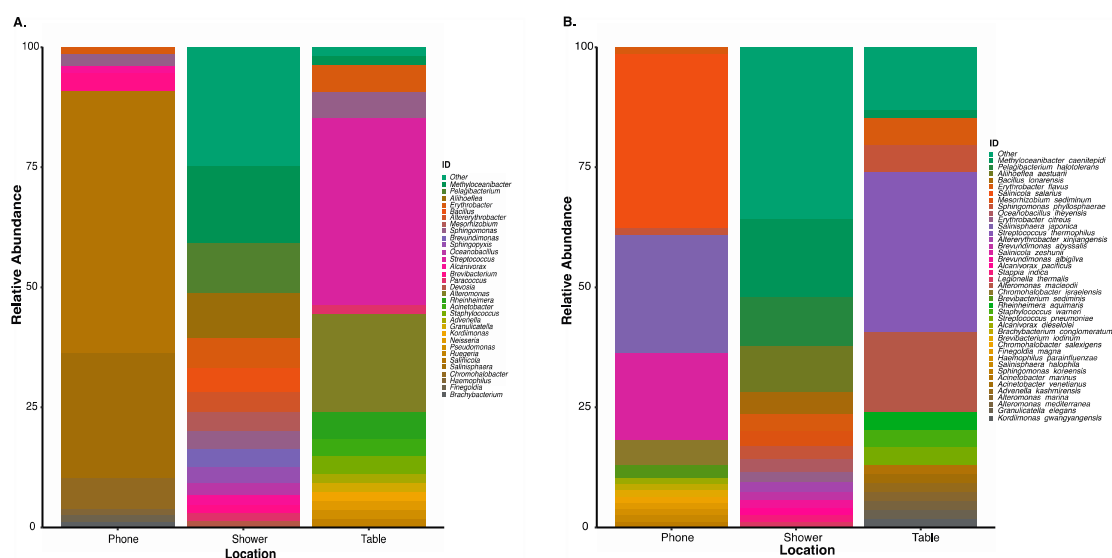 A.
100
75
50
25
0
Relative Abundance
Phone
Shower
Table
Location
ID
Other
Methyloceanibacter
Pelagibacterium
Aliihoeflea
Erythrobacter
Bacillus
Altererythrobacter
Mesorhizobium
Sphingomonas
Brevundimonas
Sphingopyxis
Oceanobacillus
Streptococcus
Alcanivorax
Brevibacterium
Paracoccus
Devosia
Alteromonas
Rheinheimera
Acinetobacter
Staphylococcus
Advenella
Granulicatella
Kordiimonas
Neisseria
Pseudomonas
Ruegeria
Salinicola
Salinisphaera
Chromohalobacter
Haemophilus
Finegoldia
Brachybacterium
B.
100
75
50
25
0
Relative Abundance
Phone
Shower
Table
Location
ID
Other
Methyloceanibacter caenitepidi
Pelagibacterium halotolerans
Aliihoeflea aestuarii
Bacillus lonarensis
Erythrobacter flavus
Salinicola salarius
Mesorhizobium sediminum
Sphingomonas phyllosphaerae
Oceanobacillus iheyensis
Erythrobacter citreus
Salinisphaera japonica
Streptococcus thermophilus
Altererythrobacter xinjiangensis
Brevundimonas abyssalis
Salinicola zeshunii
Brevundimonas albigilva
Alcanivorax pacificus
Stappia indica
Legionella thermalis
Alteromonas macleodii
Chromohalobacter israelensis
Brevibacterium sediminis
Rheinheimera aquimaris
Staphylococcus warneri
Streptococcus pneumoniae
Alcanivorax dieselolei
Brachybacterium conglomeratum
Brevibacterium iodinum
Chromohalobacter salexigens
Finegoldia magna
Haemophilus parainfluenzae
Salinisphaera halophila
Sphingomonas koreensis
Acinetobacter marinus
Acinetobacter venetianus
Advenella kashmirensis
Alteromonas marina
Alteromonas mediterranea
Granulicatella elegans
Kordiimonas gwangyangensis